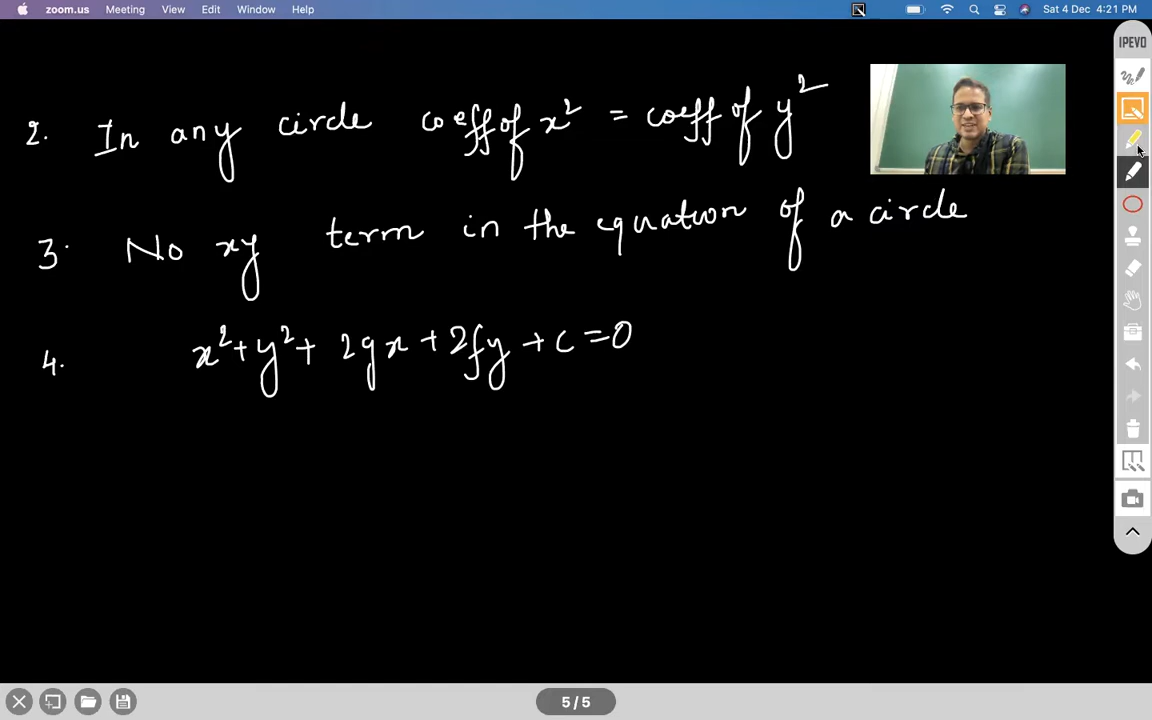 zoom.us Meeting View Edit Window Help Sat 4 Dec 4:21 PM
IPEVO
2. In any circle coeff of x² = coeff of y²
3. No xy term in the equation of a circle
4. x²+y²+ 2gx+2fy+c=0
5/5